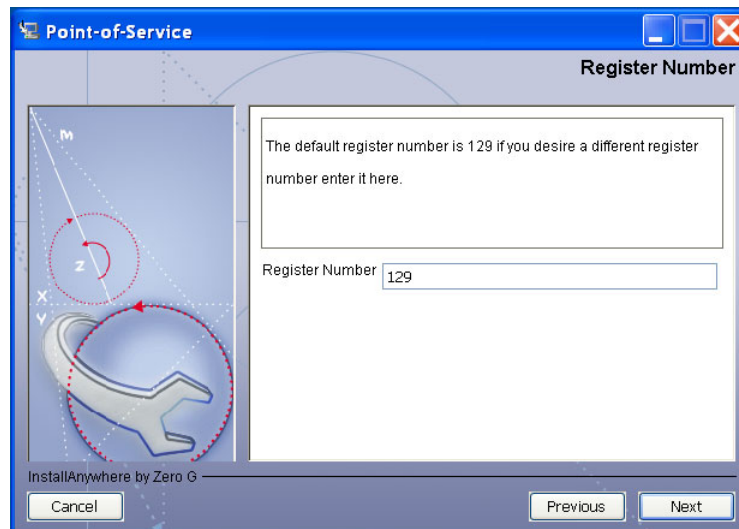 Point-of-Service
Register Number
m
z
X
Y
The default register number is 129 if you desire a different register
number enter it here.
Register Number 129
InstallAnywhere by Zero G
Cancel Previous Next